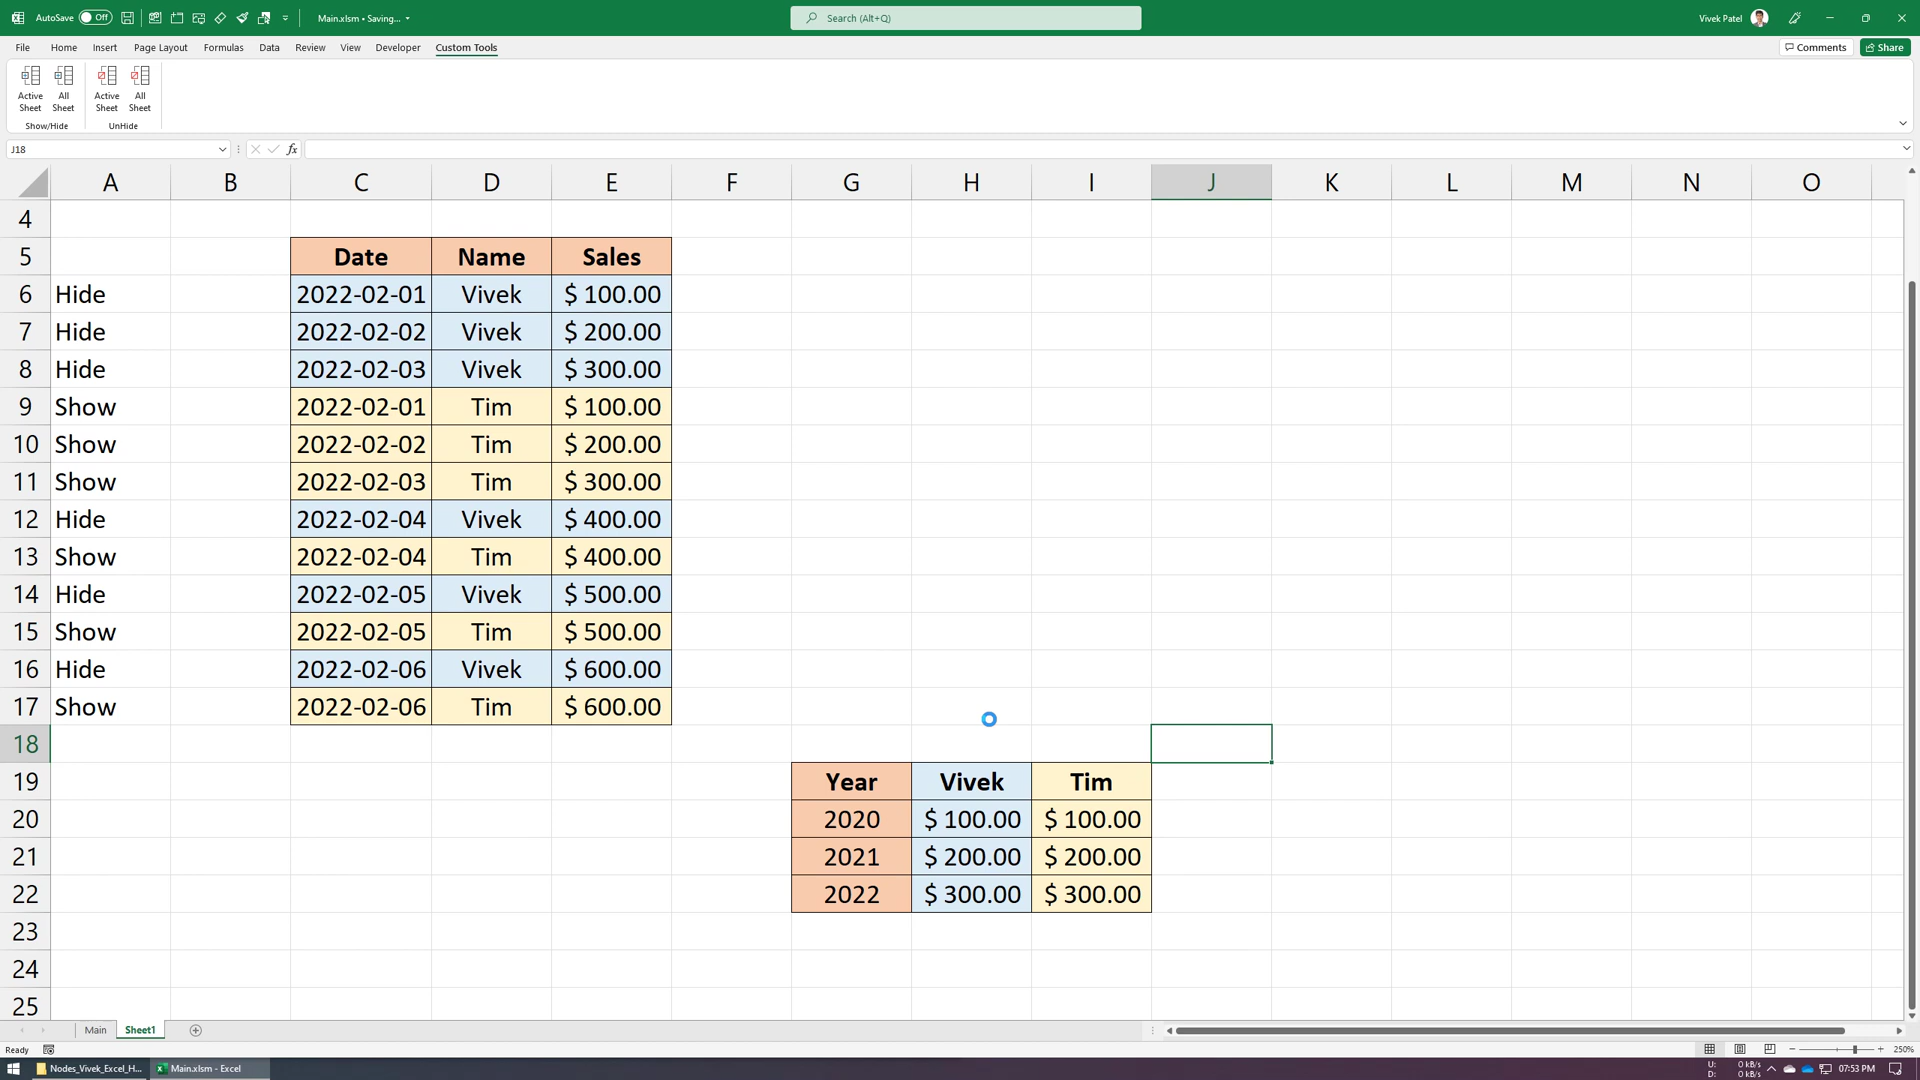 AutoSave Off Main.xlsm • Saving... Search (Alt+Q) Vivek Patel
File Home Insert Page Layout Formulas Data Review View Developer Custom Tools Comments Share
Active Sheet All Sheet Active Sheet All Sheet
Show/Hide UnHide
J18 fx
A B C D E F G H I J K L M N O
4
5 Date Name Sales
6 Hide 2022-02-01 Vivek $ 100.00
7 Hide 2022-02-02 Vivek $ 200.00
8 Hide 2022-02-03 Vivek $ 300.00
9 Show 2022-02-01 Tim $ 100.00
10 Show 2022-02-02 Tim $ 200.00
11 Show 2022-02-03 Tim $ 300.00
12 Hide 2022-02-04 Vivek $ 400.00
13 Show 2022-02-04 Tim $ 400.00
14 Hide 2022-02-05 Vivek $ 500.00
15 Show 2022-02-05 Tim $ 500.00
16 Hide 2022-02-06 Vivek $ 600.00
17 Show 2022-02-06 Tim $ 600.00
18
19 Year Vivek Tim
20 2020 $ 100.00 $ 100.00
21 2021 $ 200.00 $ 200.00
22 2022 $ 300.00 $ 300.00
23
24
25
Main Sheet1
Ready 250%
Nodes_Vivek_Excel_H... Main.xlsm - Excel U: 0 kB/s D: 0 kB/s 07:53 PM